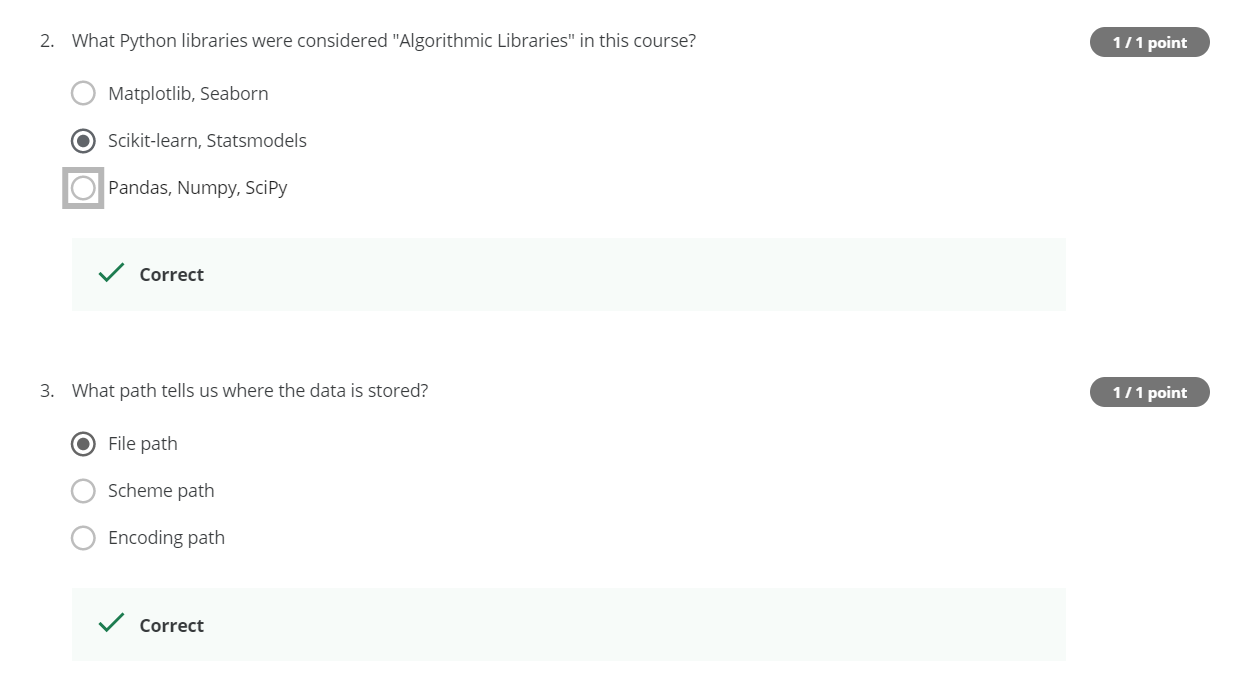 2. What Python libraries were considered "Algorithmic Libraries" in this course?
1 / 1 point
Matplotlib, Seaborn
Scikit-learn, Statsmodels
Pandas, Numpy, SciPy
Correct
3. What path tells us where the data is stored?
1 / 1 point
File path
Scheme path
Encoding path
Correct